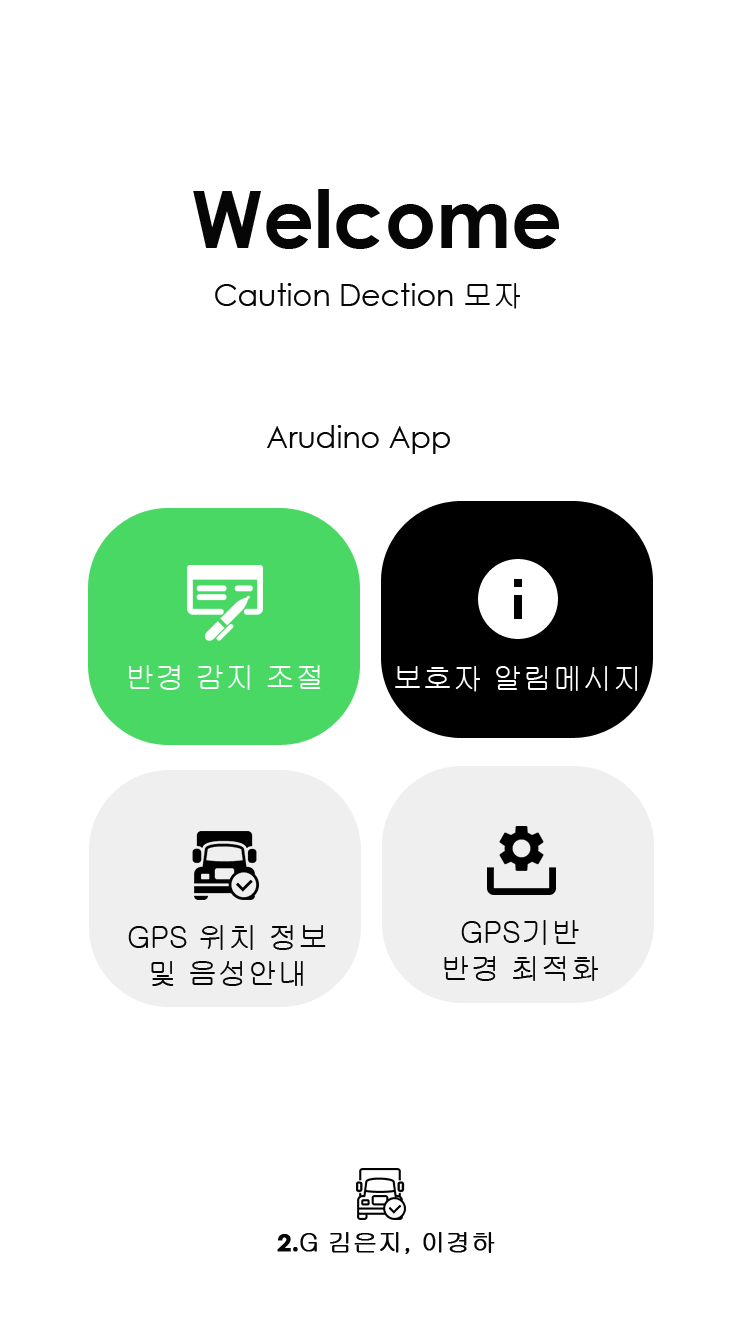 Welcome
Caution Dection 모자
Arudino App
반경 감지 조절
보호자 알림메시지
GPS 위치 정보
및 음성안내
GPS기반
반경 최적화
2.G 김은지, 이경하